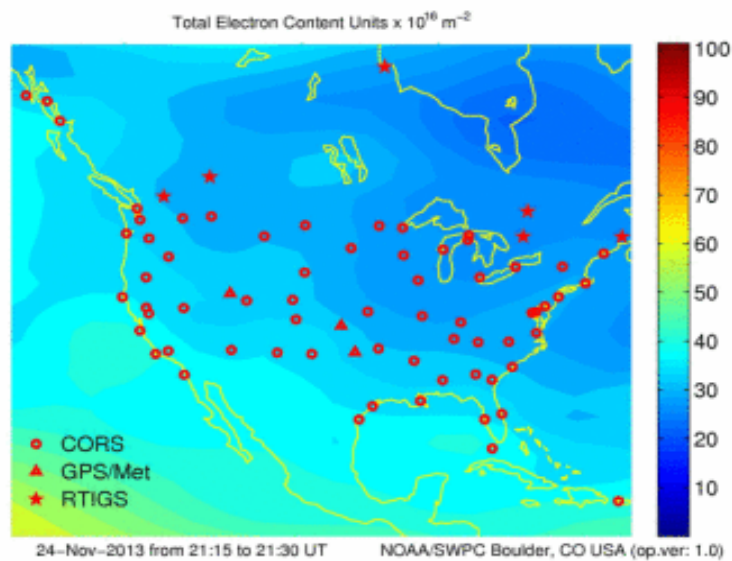 Total Electron Content Units x 10¹⁶ m⁻²
100
90
80
70
60
50
40
30
20
10
CORS
GPS/Met
RTIGS
24-Nov-2013 from 21:15 to 21:30 UT NOAA/SWPC Boulder, CO USA (op.ver: 1.0)